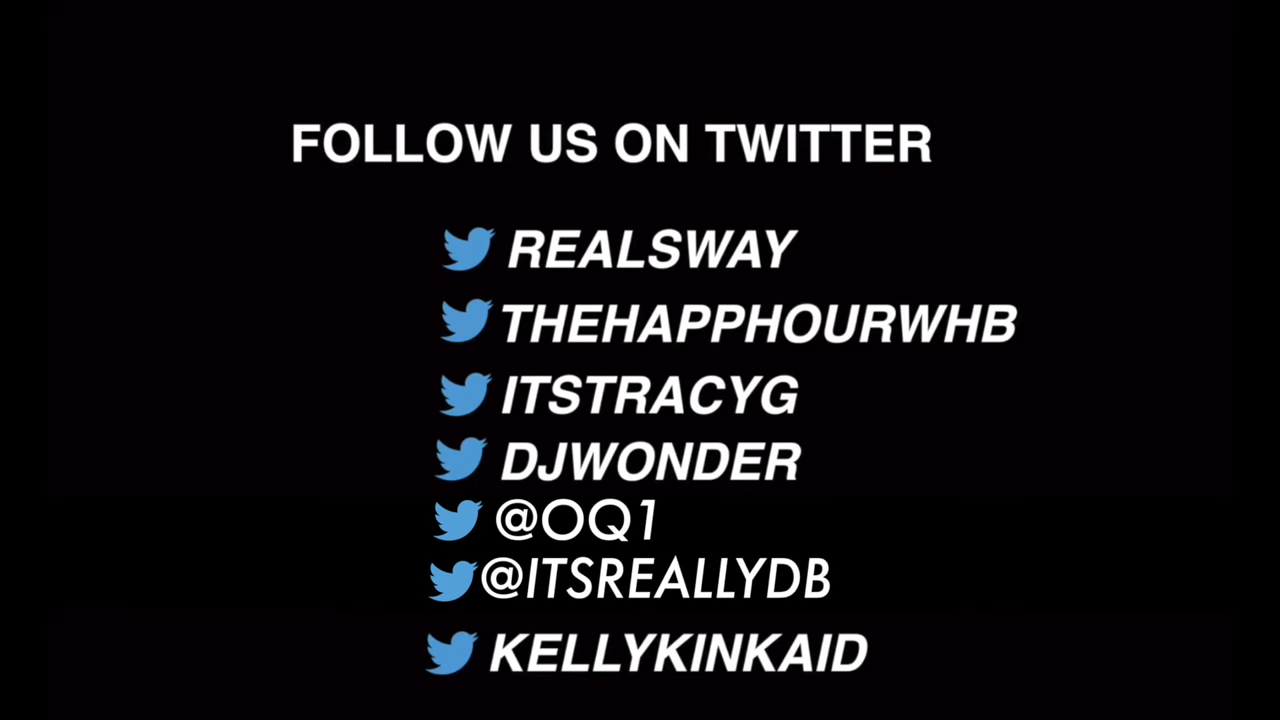 FOLLOW US ON TWITTER
REALSWAY
THEHAPPHOURWHB
ITSTRACYG
DJWONDER
@OQ1
@ITSREALLYDB
KELLYKINKAID